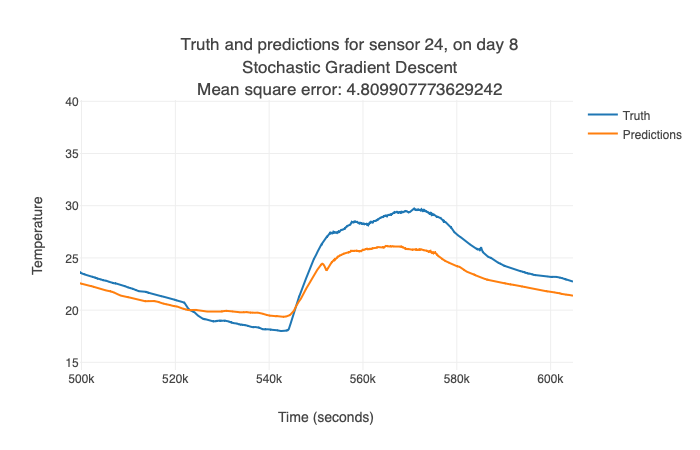 Truth and predictions for sensor 24, on day 8
Stochastic Gradient Descent
Mean square error: 4.809907773629242
Truth
Predictions
Temperature
40
35
30
25
20
15
500k
520k
540k
560k
580k
600k
Time (seconds)